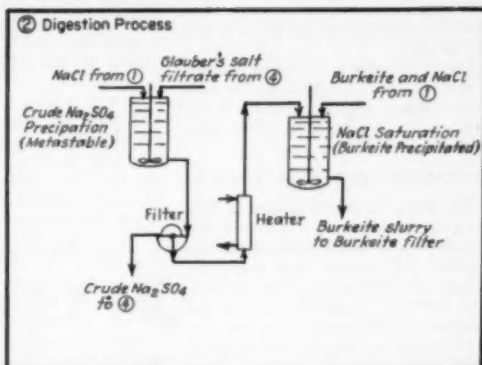 ② Digestion Process
NaCl from ①
Glauber's salt
filtrate from ④
Crude Na₂SO₄
Precipation
(Metastable)
Burkeite and NaCl
from ①
NaCl Saturation
(Burkeite Precipitated)
Filter
Heater
Burkeite slurry
to Burkeite filter
Crude Na₂SO₄
to ④